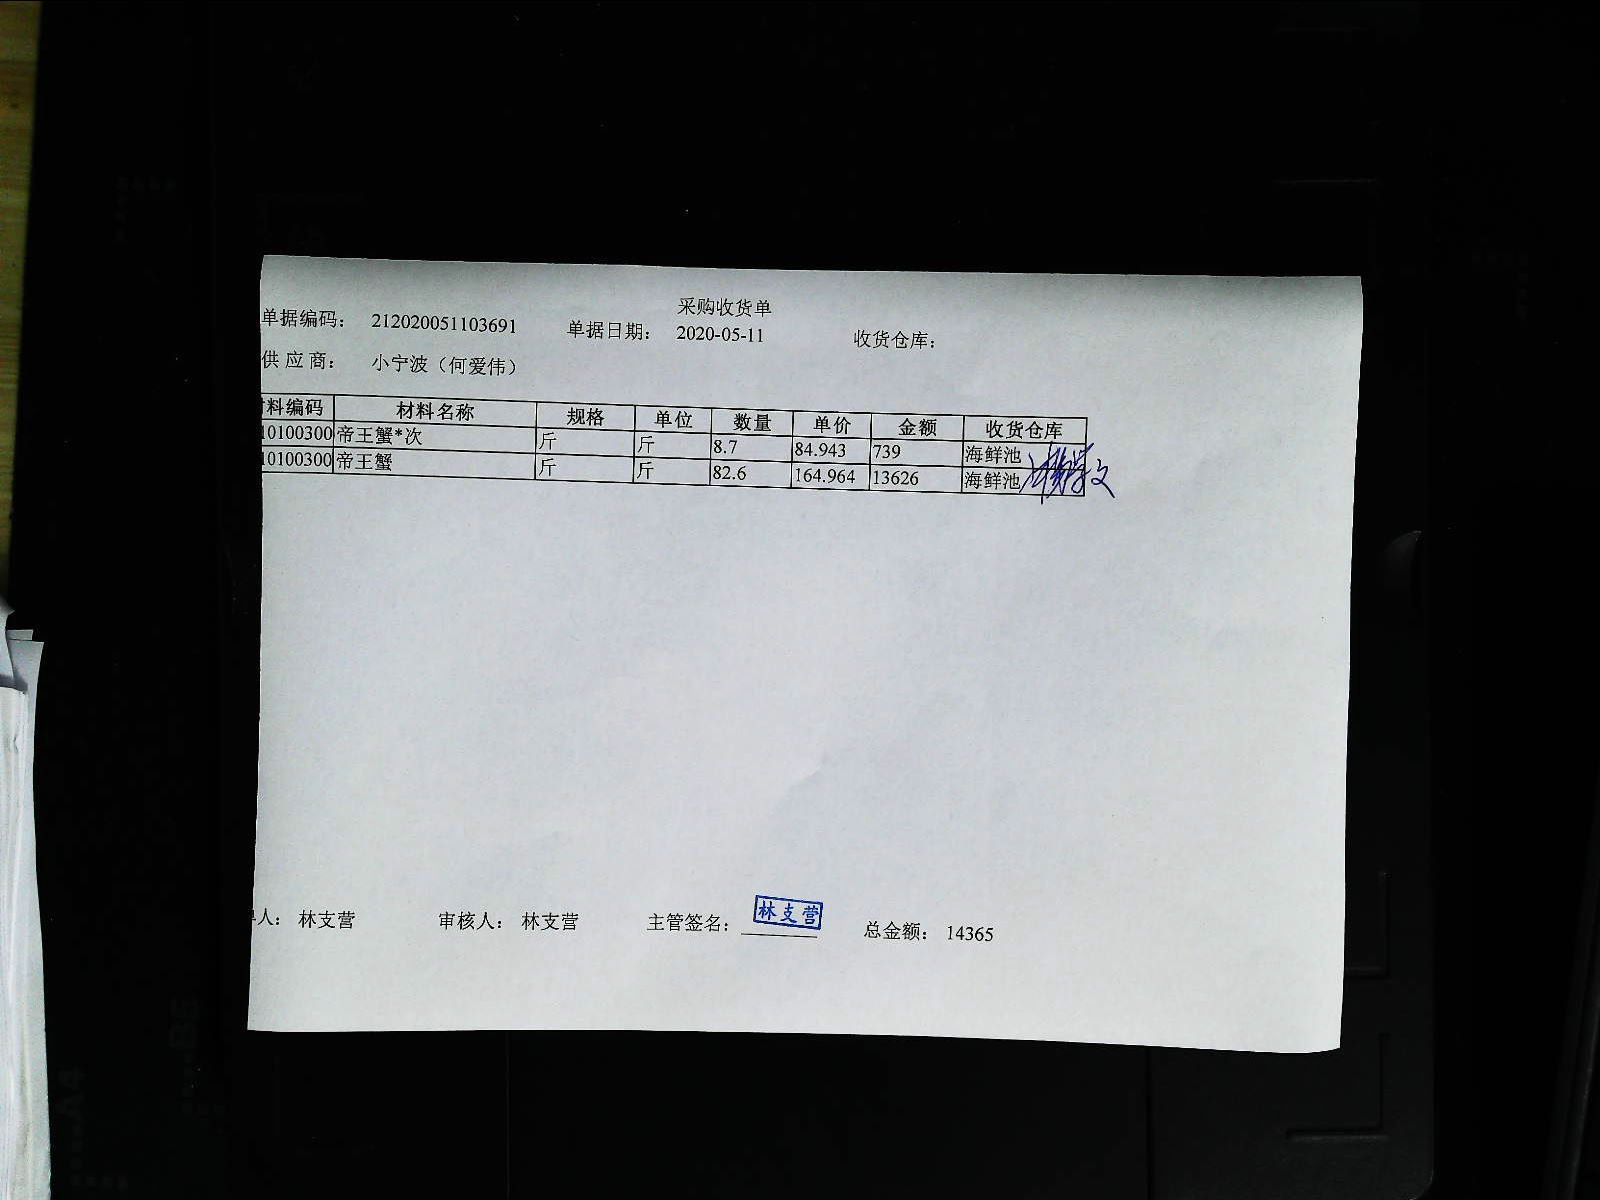 采购收货单
单据编码： 212020051103691 单据日期： 2020-05-11 收货仓库：
供应商： 小宁波（何爱伟）
料编码 材料名称 规格 单位 数量 单价 金额 收货仓库
10100300 帝王蟹*次 斤 斤 8.7 84.943 739 海鲜池
10100300 帝王蟹 斤 斤 82.6 164.964 13626 海鲜池
人： 林支营 审核人： 林支营 主管签名： 林支营 总金额： 14365